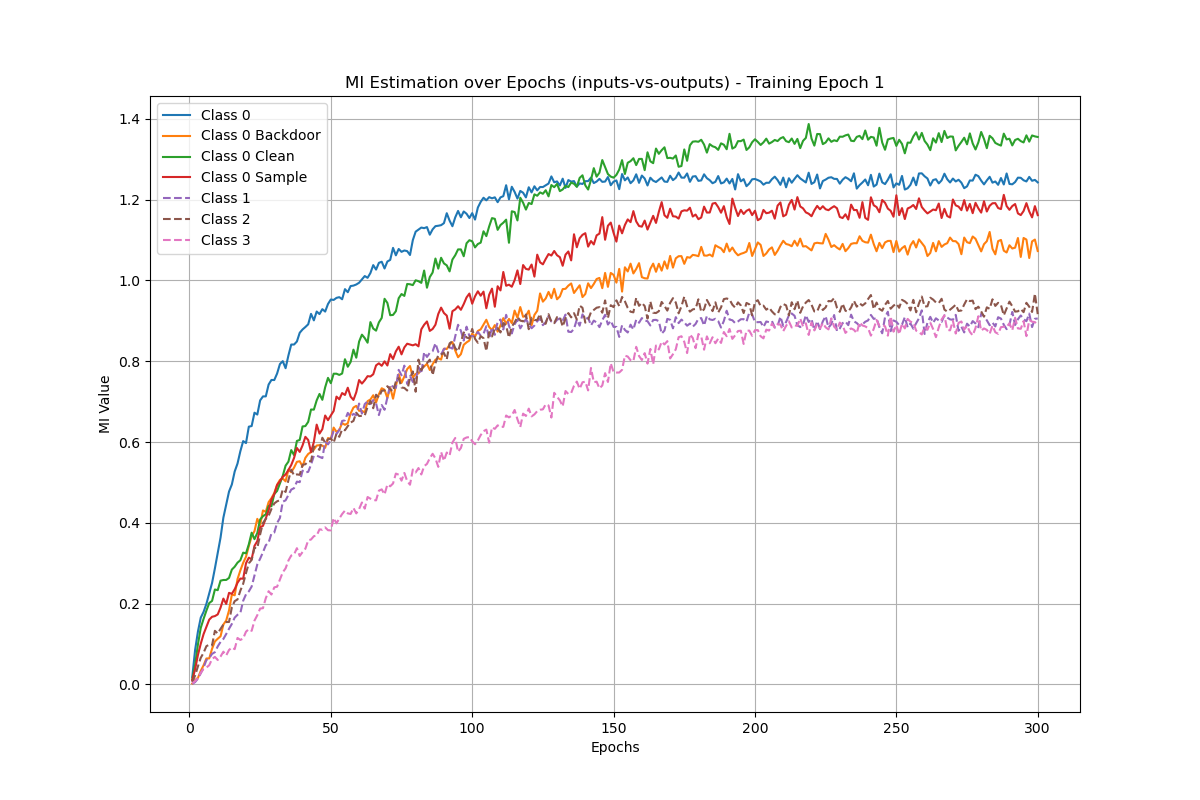 MI Estimation over Epochs (inputs-vs-outputs) - Training Epoch 1
Class 0
Class 0 Backdoor
Class 0 Clean
Class 0 Sample
Class 1
Class 2
Class 3
MI Value
1.4
1.2
1.0
0.8
0.6
0.4
0.2
0.0
0 50 100 150 200 250 300
Epochs